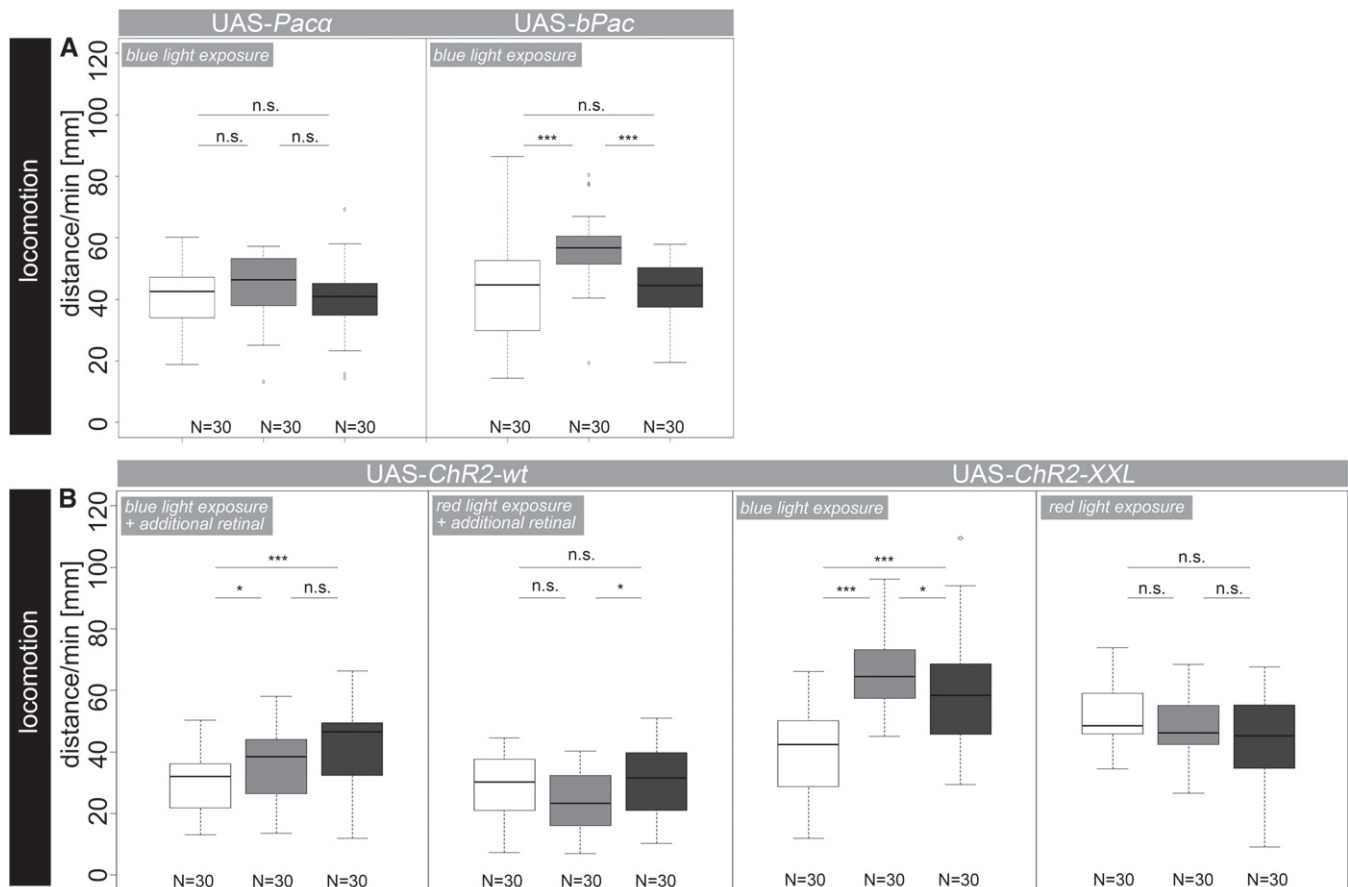 UAS-Pacα UAS-bPac
A
blue light exposure blue light exposure
locomotion
distance/min [mm]
120
100
80
60
40
20
0
n.s.
n.s. n.s.
n.s.
*** ***
N=30 N=30 N=30 N=30 N=30 N=30
UAS-ChR2-wt UAS-ChR2-XXL
B
blue light exposure
+ additional retinal
red light exposure
+ additional retinal
blue light exposure
red light exposure
locomotion
distance/min [mm]
120
100
80
60
40
20
0
***
* n.s.
n.s.
n.s. *
***
*** *
n.s.
n.s. n.s.
N=30 N=30 N=30 N=30 N=30 N=30 N=30 N=30 N=30 N=30 N=30 N=30